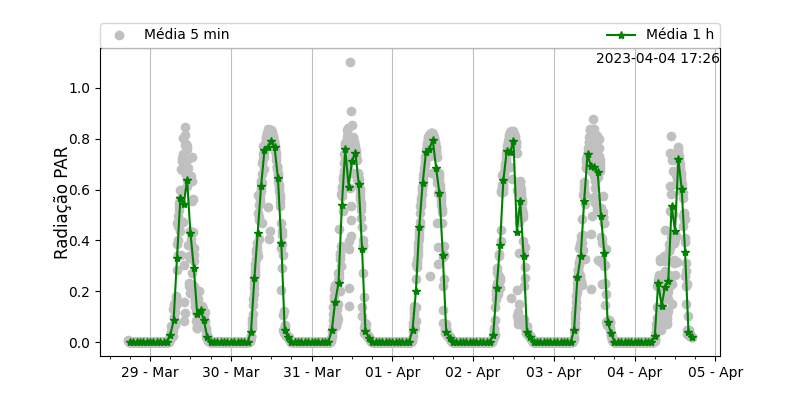 Média 5 min
Média 1 h
2023-04-04 17:26
Radiação PAR
1.0
0.8
0.6
0.4
0.2
0.0
29 - Mar
30 - Mar
31 - Mar
01 - Apr
02 - Apr
03 - Apr
04 - Apr
05 - Apr